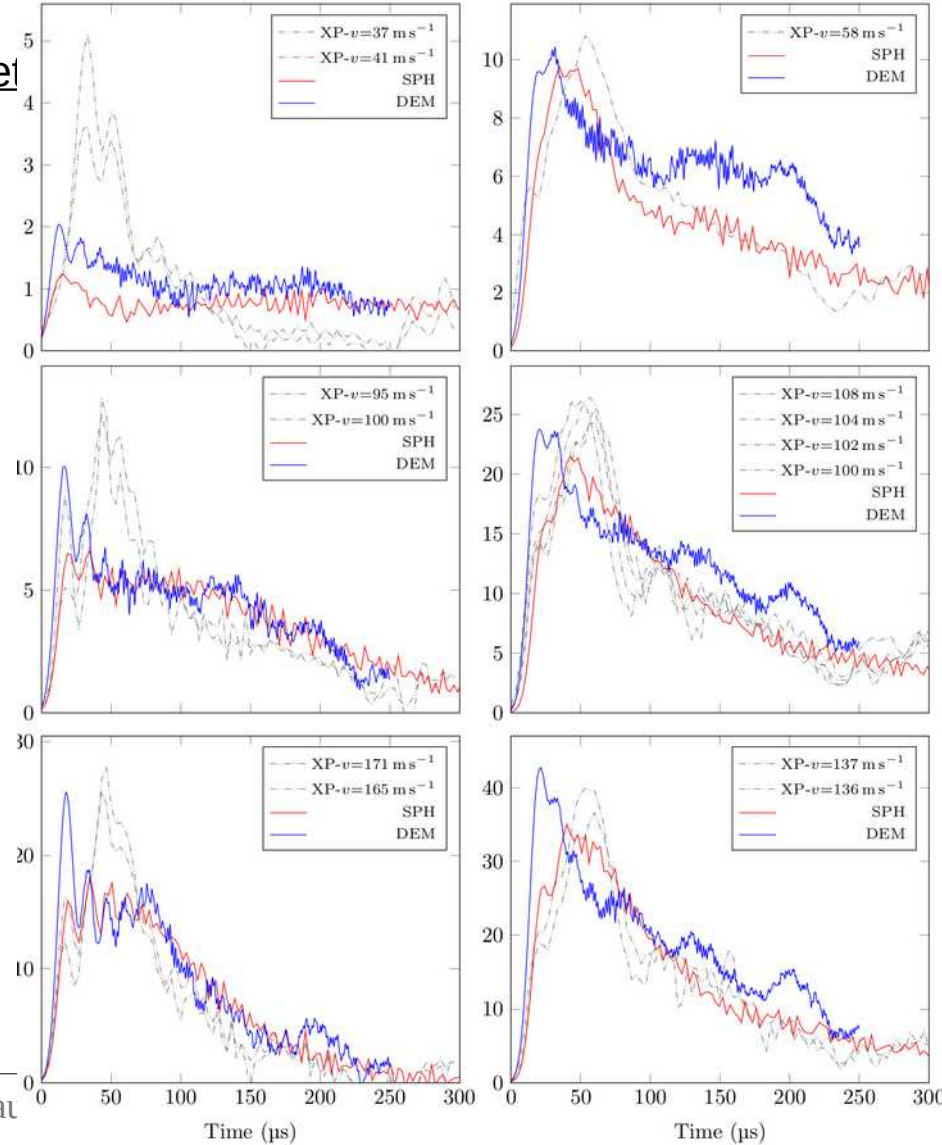 et
XP-v=37 m s⁻¹
XP-v=41 m s⁻¹
SPH
DEM
5
4
3
2
1
0
XP-v=58 m s⁻¹
SPH
DEM
10
8
6
4
2
0
XP-v=95 m s⁻¹
XP-v=100 m s⁻¹
SPH
DEM
10
5
0
XP-v=108 m s⁻¹
XP-v=104 m s⁻¹
XP-v=102 m s⁻¹
XP-v=100 m s⁻¹
SPH
DEM
25
20
15
10
5
0
XP-v=171 m s⁻¹
XP-v=165 m s⁻¹
SPH
DEM
30
20
10
0
0 50 100 150 200 250 300
Time (µs)
XP-v=137 m s⁻¹
XP-v=136 m s⁻¹
SPH
DEM
40
30
20
10
0
0 50 100 150 200 250 300
Time (µs)